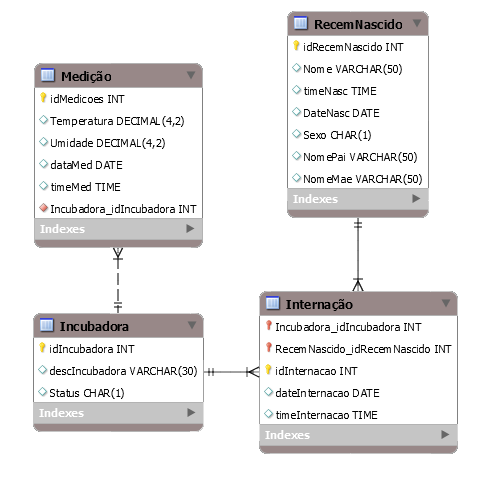 RecemNascido
idRecemNascido INT
Nome VARCHAR(50)
timeNasc TIME
DateNasc DATE
Sexo CHAR(1)
NomePai VARCHAR(50)
NomeMae VARCHAR(50)
Indexes
Medição
idMedicoes INT
Temperatura DECIMAL(4,2)
Umidade DECIMAL(4,2)
dataMed DATE
timeMed TIME
Incubadora_idIncubadora INT
Indexes
Internação
Incubadora_idIncubadora INT
RecemNascido_idRecemNascido INT
idInternacao INT
dateInternacao DATE
timeInternacao TIME
Indexes
Incubadora
idIncubadora INT
descIncubadora VARCHAR(30)
Status CHAR(1)
Indexes